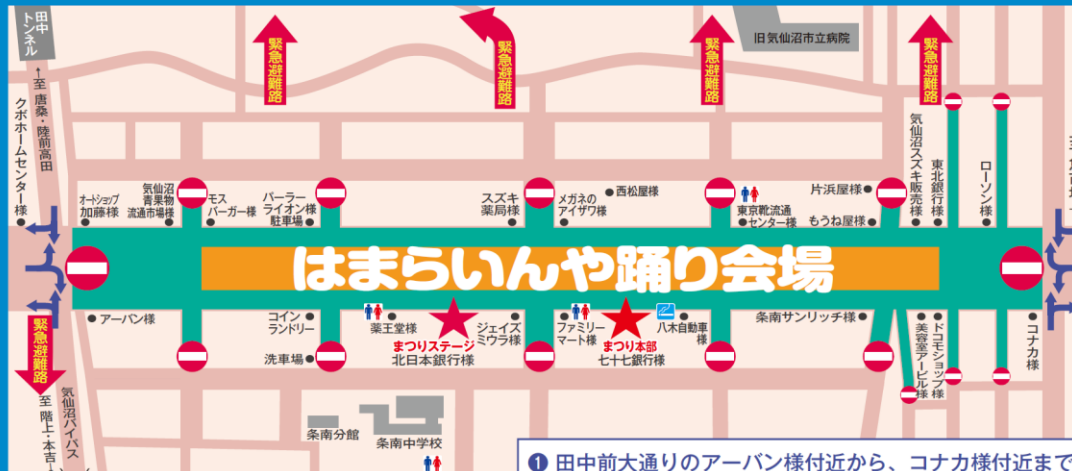 田中
トンネル
←至 唐桑・陸前高田
クボホームセンター様
緊急避難路
緊急避難路
緊急避難路
緊急避難路
旧気仙沼市立病院
オートショップ
加藤様
気仙沼
青果物
流通市場様
モス
バーガー様
パーラー
ライオン様
駐車場
スズキ
薬局様
メガネの
アイザワ様
西松屋様
東京靴流通
センター様
片浜屋様
もうね屋様
気仙沼スズキ販売様
東北銀行様
ローソン様
はまらいんや踊り会場
アーバン様
コイン
ランドリー
洗車場
薬王堂様
まつりステージ
北日本銀行様
ジェイズ
ミウラ様
ファミリー
マート様
まつり本部
七十七銀行様
八木自動車
様
条南サンリッチ様
美容室アービル様
ドコモショップ様
コナカ様
緊急避難路
至 階上・本吉→
気仙沼バイパス
条南分館
条南中学校
❶ 田中前大通りのアーバン様付近から、コナカ様付近まで